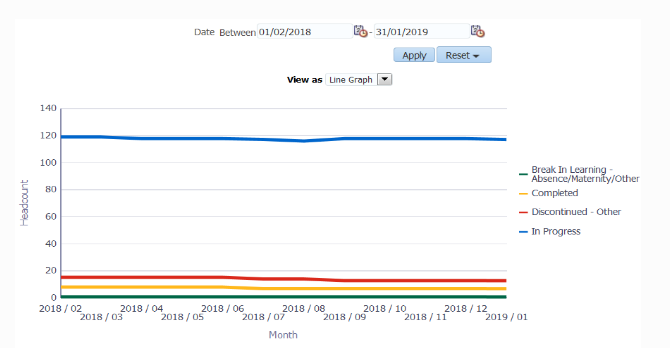 Date Between 01/02/2018 - 31/01/2019
Apply Reset
View as Line Graph
140
120
100
80
60
40
20
0
Headcount
2018 / 02
2018 / 03
2018 / 04
2018 / 05
2018 / 06
2018 / 07
2018 / 08
2018 / 09
2018 / 10
2018 / 11
2018 / 12
2019 / 01
Month
Break In Learning -
Absence/Maternity/Other
Completed
Discontinued - Other
In Progress